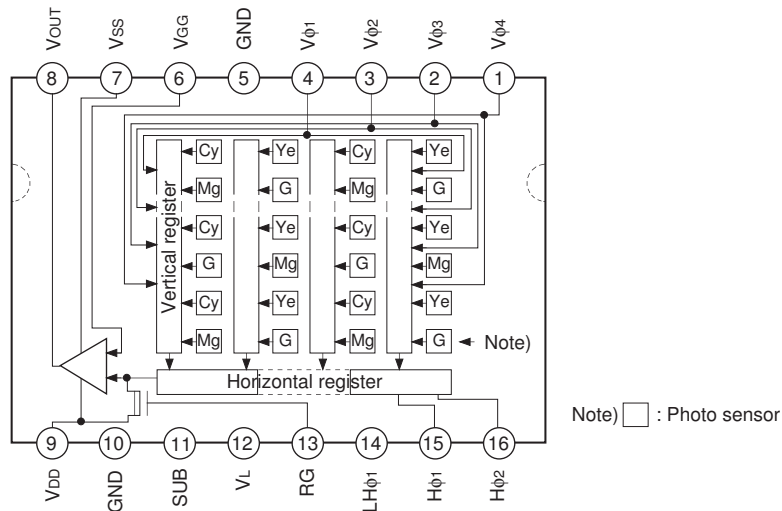 VOUT VSS VGG GND Vϕ1 Vϕ2 Vϕ3 Vϕ4
8 7 6 5 4 3 2 1
Cy Ye Cy Ye
Mg G Mg G
Cy Ye Cy Ye
G Mg G Mg
Cy Ye Cy Ye
Mg G Mg G
Vertical register
Note)
Horizontal register
Note) : Photo sensor
9 10 11 12 13 14 15 16
VDD GND SUB VL RG LHϕ1 Hϕ1 Hϕ2